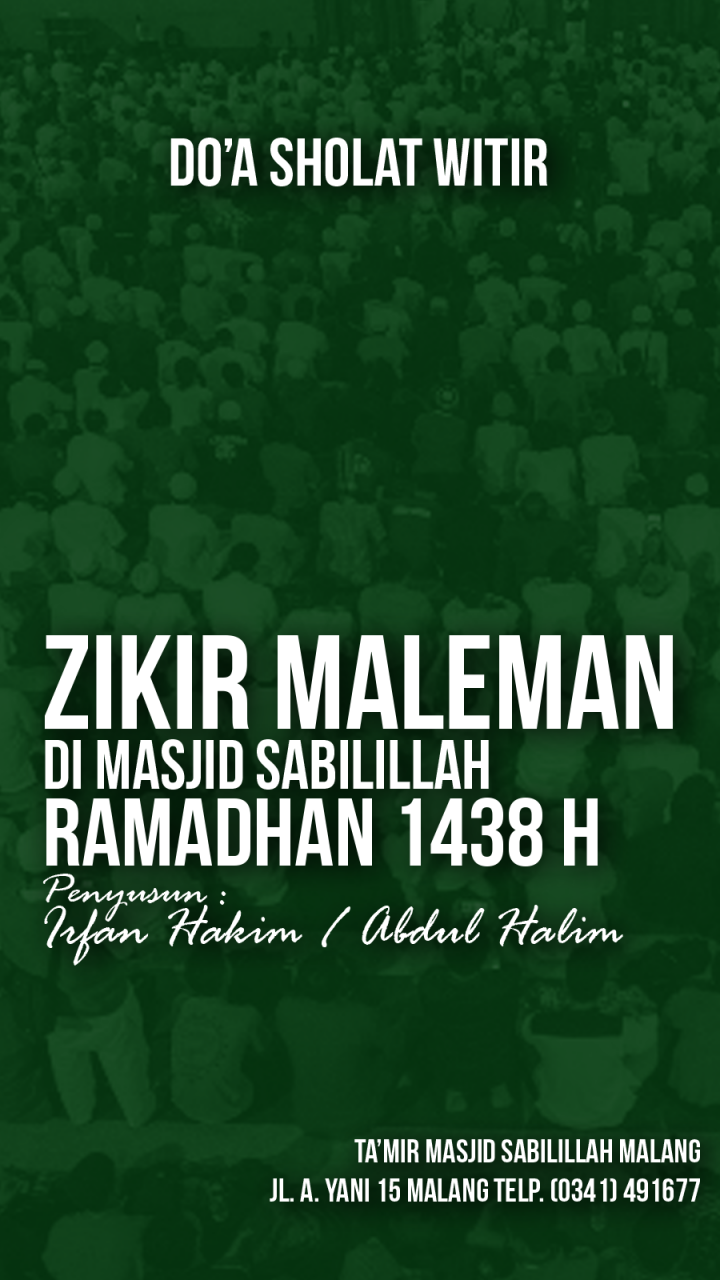 DO'A SHOLAT WITIR
ZIKIR MALEMAN
DI MASJID SABILILLAH
RAMADHAN 1438 H
Penyusun :
Irfan Hakim / Abdul Halim
TA'MIR MASJID SABILILLAH MALANG
JL. A. YANI 15 MALANG TELP. (0341) 491677